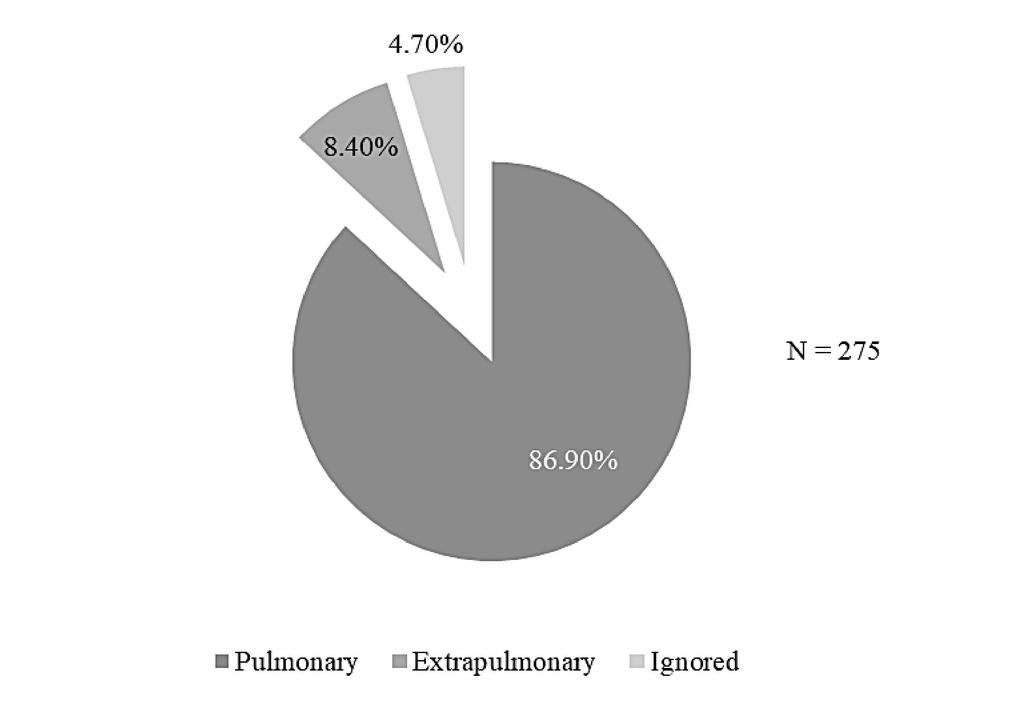 4.70%
8.40%
N = 275
86.90%
Pulmonary Extrapulmonary Ignored